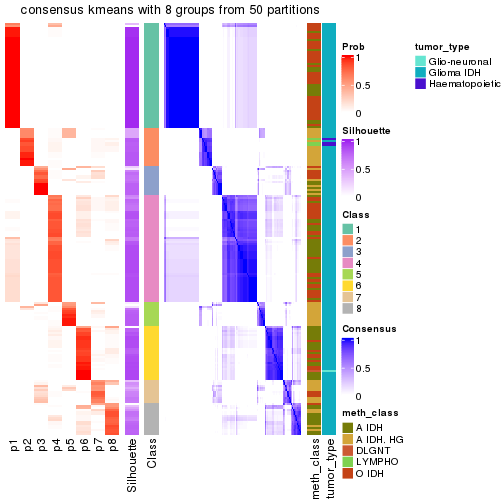 consensus kmeans with 8 groups from 50 partitions
Prob
1
0.5
0
Silhouette
1
0.5
0
Class
1
2
3
4
5
6
7
8
Consensus
1
0.5
0
meth_class
A IDH
A IDH, HG
DLGNT
LYMPHO
O IDH
tumor_type
Glio-neuronal
Glioma IDH
Haematopoietic
p1
p2
p3
p4
p5
p6
p7
p8
Silhouette
Class
meth_class
tumor_type